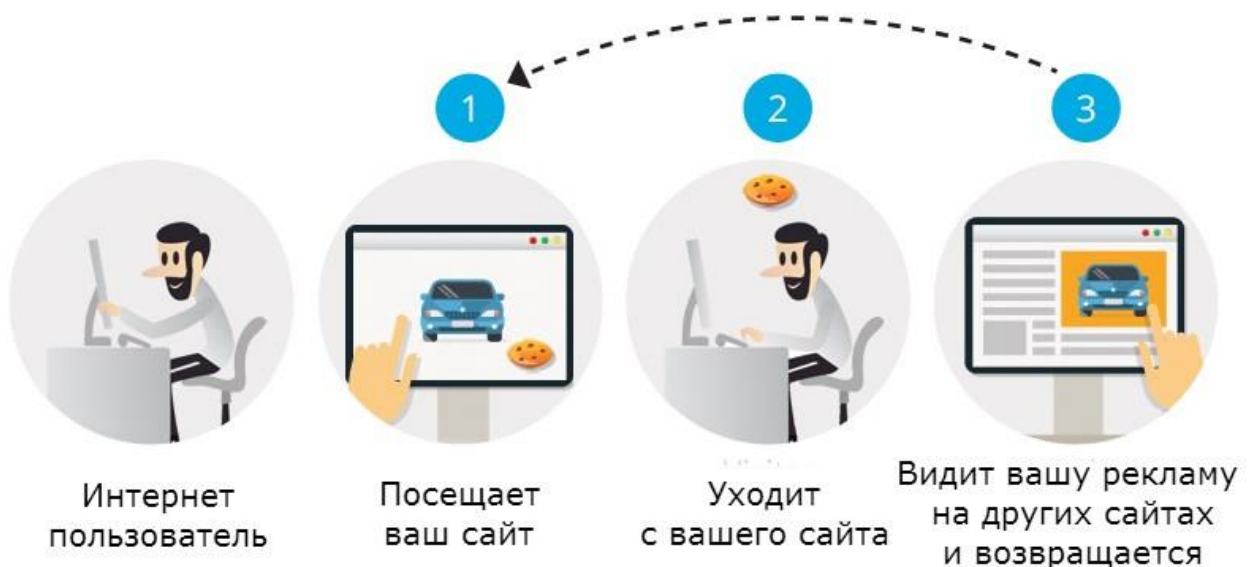 1
2
3
Интернет
пользователь
Посещает
ваш сайт
Уходит
с вашего сайта
Видит вашу рекламу
на других сайтах
и возвращается